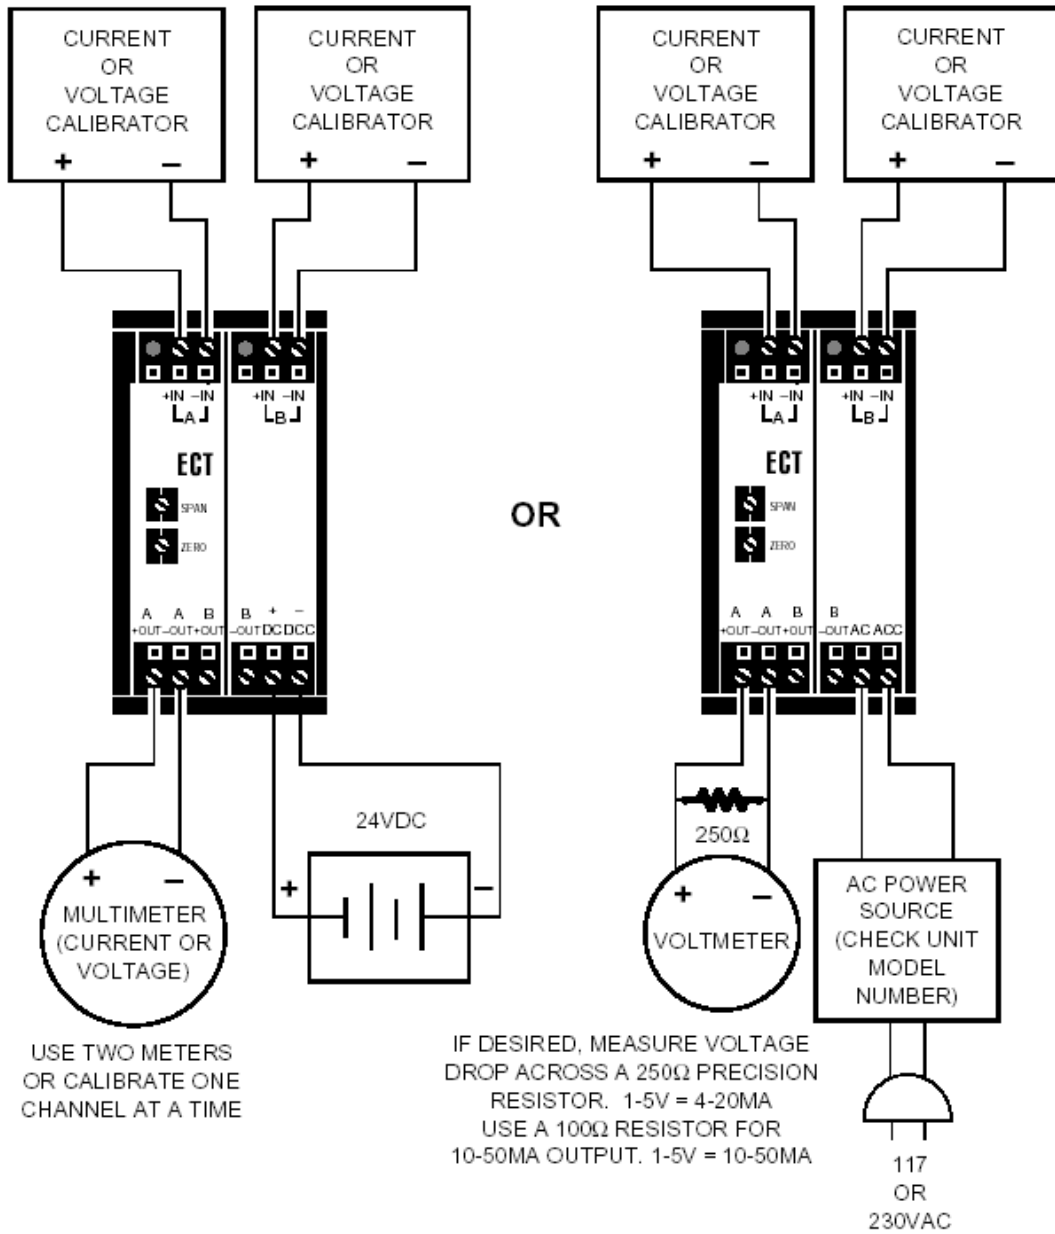 CURRENT
OR
VOLTAGE
CALIBRATOR
+ −
CURRENT
OR
VOLTAGE
CALIBRATOR
+ −
+IN −IN
A
+IN −IN
B
ECT
SPAN
ZERO
A A B
+OUT −OUT +OUT
B + −
−OUT DC DCC
+ −
MULTIMETER
(CURRENT OR
VOLTAGE)
24VDC
+ −
USE TWO METERS
OR CALIBRATE ONE
CHANNEL AT A TIME
OR
CURRENT
OR
VOLTAGE
CALIBRATOR
+ −
CURRENT
OR
VOLTAGE
CALIBRATOR
+ −
+IN −IN
A
+IN −IN
B
ECT
SPAN
ZERO
A A B
+OUT −OUT +OUT
B
−OUT AC ACC
250Ω
+ −
VOLTMETER
AC POWER
SOURCE
(CHECK UNIT
MODEL
NUMBER)
IF DESIRED, MEASURE VOLTAGE
DROP ACROSS A 250Ω PRECISION
RESISTOR. 1-5V = 4-20MA
USE A 100Ω RESISTOR FOR
10-50MA OUTPUT. 1-5V = 10-50MA
117
OR
230VAC